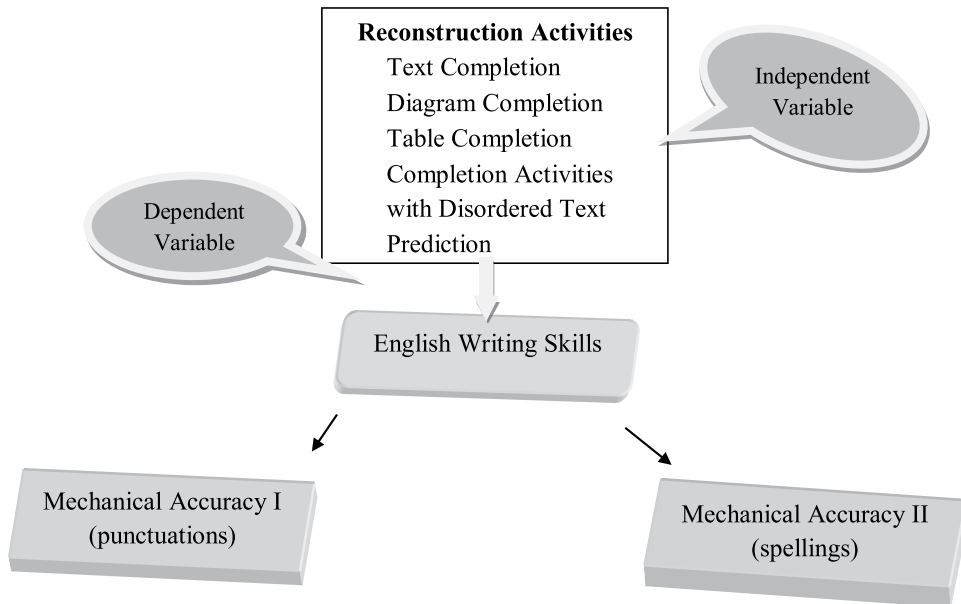 Reconstruction Activities
Text Completion
Diagram Completion
Table Completion
Completion Activities
with Disordered Text
Prediction
Independent
Variable
Dependent
Variable
English Writing Skills
Mechanical Accuracy I
(punctuations)
Mechanical Accuracy II
(spellings)